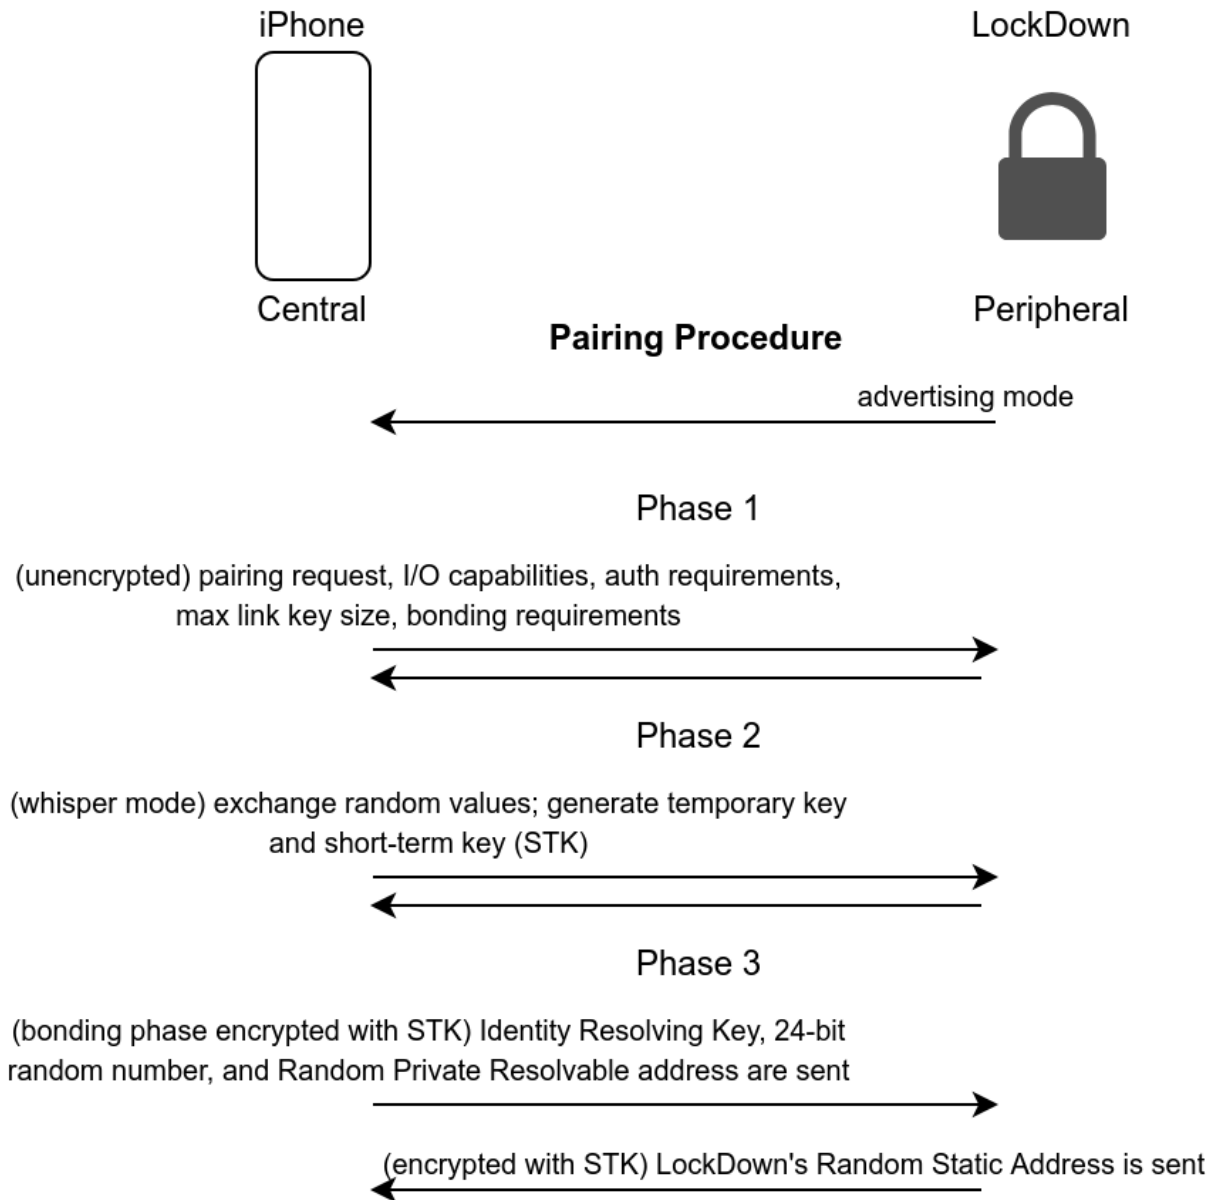 iPhone
LockDown
Central
Peripheral
Pairing Procedure
advertising mode
Phase 1
(unencrypted) pairing request, I/O capabilities, auth requirements,
max link key size, bonding requirements
Phase 2
(whisper mode) exchange random values; generate temporary key
and short-term key (STK)
Phase 3
(bonding phase encrypted with STK) Identity Resolving Key, 24-bit
random number, and Random Private Resolvable address are sent
(encrypted with STK) LockDown's Random Static Address is sent